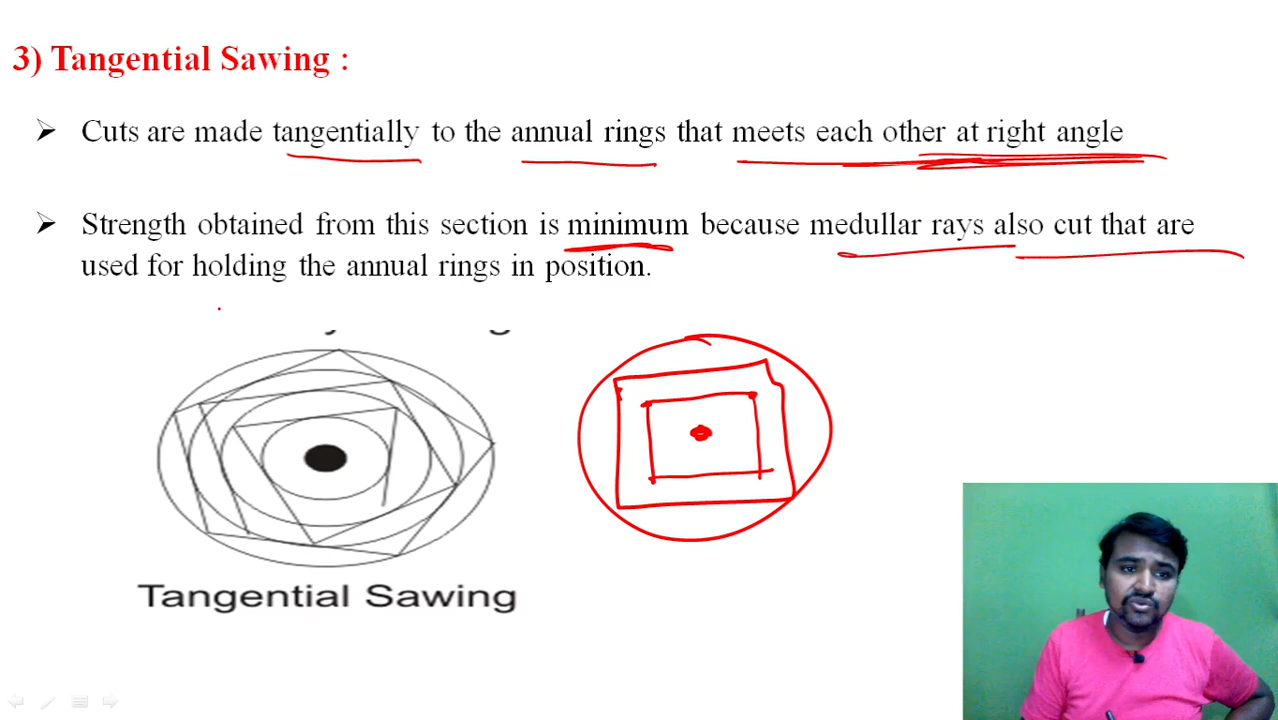 3) Tangential Sawing :
➢ Cuts are made tangentially to the annual rings that meets each other at right angle
➢ Strength obtained from this section is minimum because medullar rays also cut that are
used for holding the annual rings in position.
Tangential Sawing